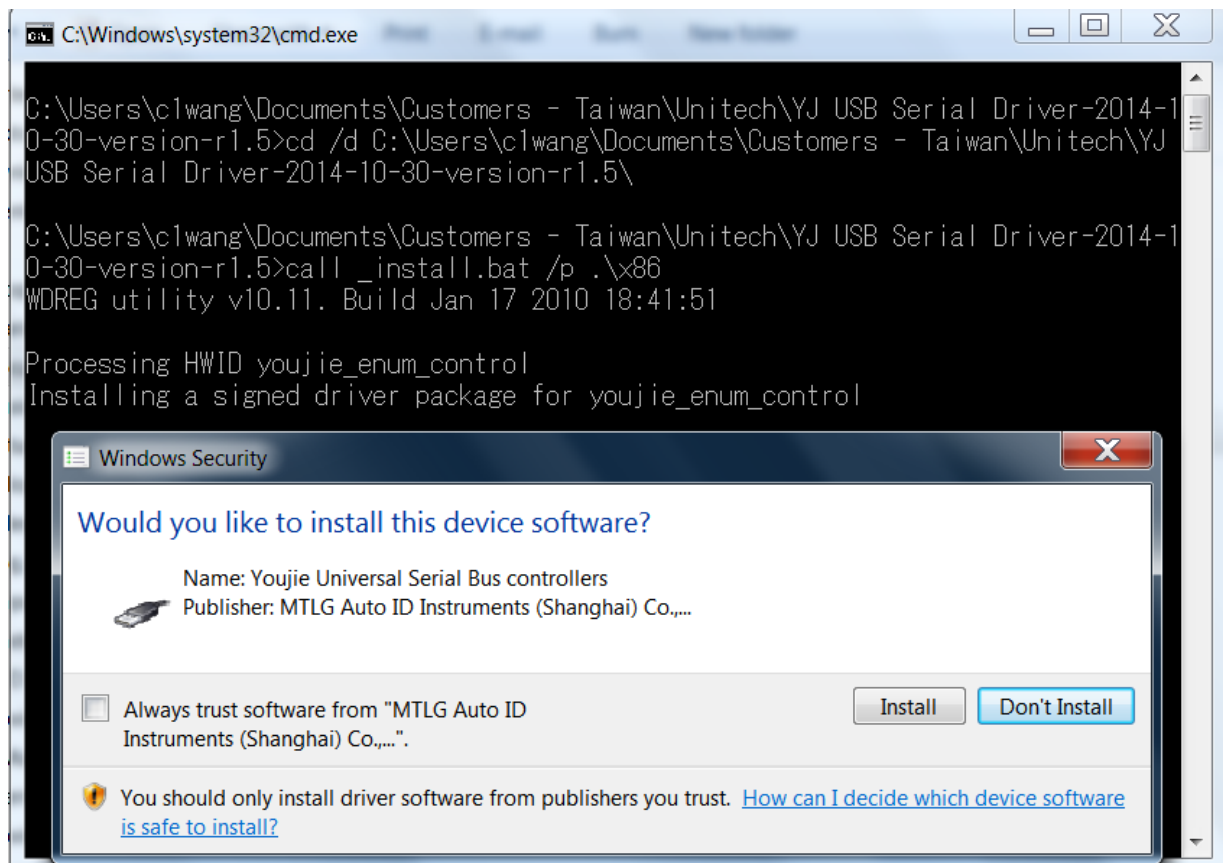 C:\Windows\system32\cmd.exe
Print E-mail Burn New folder
C:\Users\c1wang\Documents\Customers - Taiwan\Unitech\YJ USB Serial Driver-2014-1
0-30-version-r1.5>cd /d C:\Users\c1wang\Documents\Customers - Taiwan\Unitech\YJ
USB Serial Driver-2014-10-30-version-r1.5\
C:\Users\c1wang\Documents\Customers - Taiwan\Unitech\YJ USB Serial Driver-2014-1
0-30-version-r1.5>call _install.bat /p .\x86
WDREG utility v10.11. Build Jan 17 2010 18:41:51
Processing HWID youjie_enum_control
Installing a signed driver package for youjie_enum_control
Windows Security
Would you like to install this device software?
Name: Youjie Universal Serial Bus controllers
Publisher: MTLG Auto ID Instruments (Shanghai) Co.,...
Always trust software from "MTLG Auto ID
Instruments (Shanghai) Co.,...".
Install
Don't Install
You should only install driver software from publishers you trust. How can I decide which device software
is safe to install?